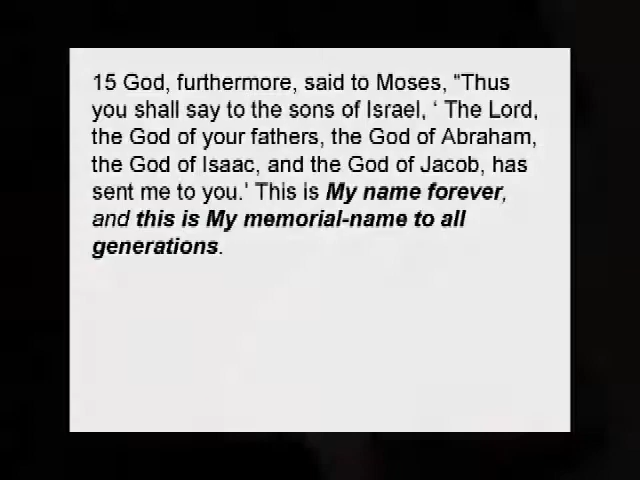 15 God, furthermore, said to Moses, “Thus
you shall say to the sons of Israel, ‘ The Lord,
the God of your fathers, the God of Abraham,
the God of Isaac, and the God of Jacob, has
sent me to you.’ This is My name forever,
and this is My memorial-name to all
generations.